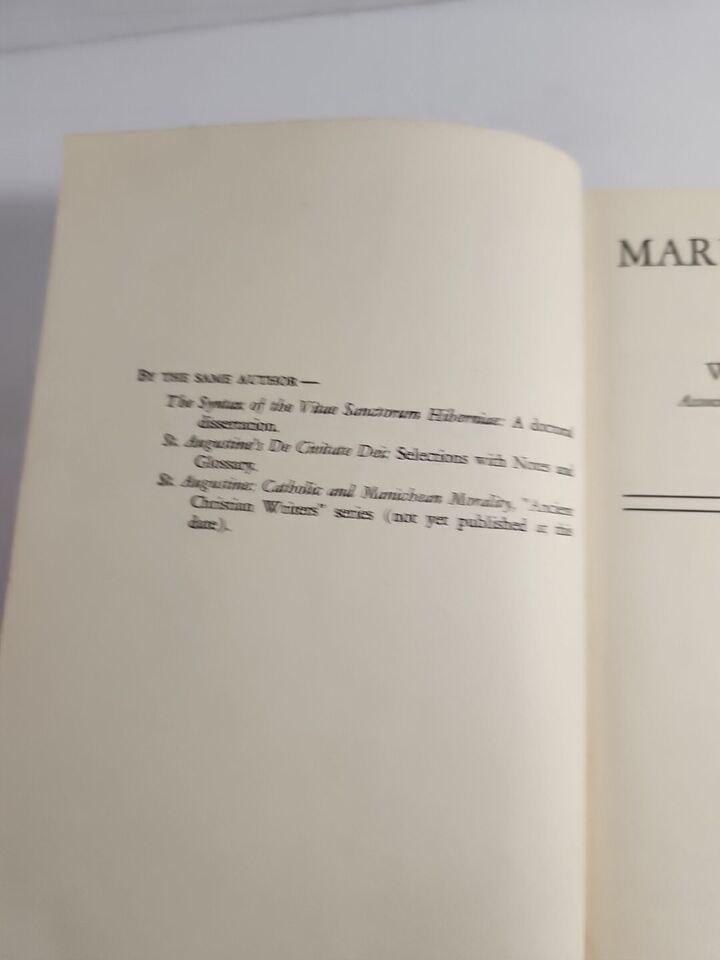 BY THE SAME AUTHOR—
The Syntax of the Vitae Sanctorum Hiberniae: A doctoral
dissertation.
St. Augustine's De Civitate Dei: Selections with Notes and
Glossary.
St. Augustine: Catholic and Manichean Morality, "Ancient
Christian Writers" series (not yet published at this
date).
MAR
W